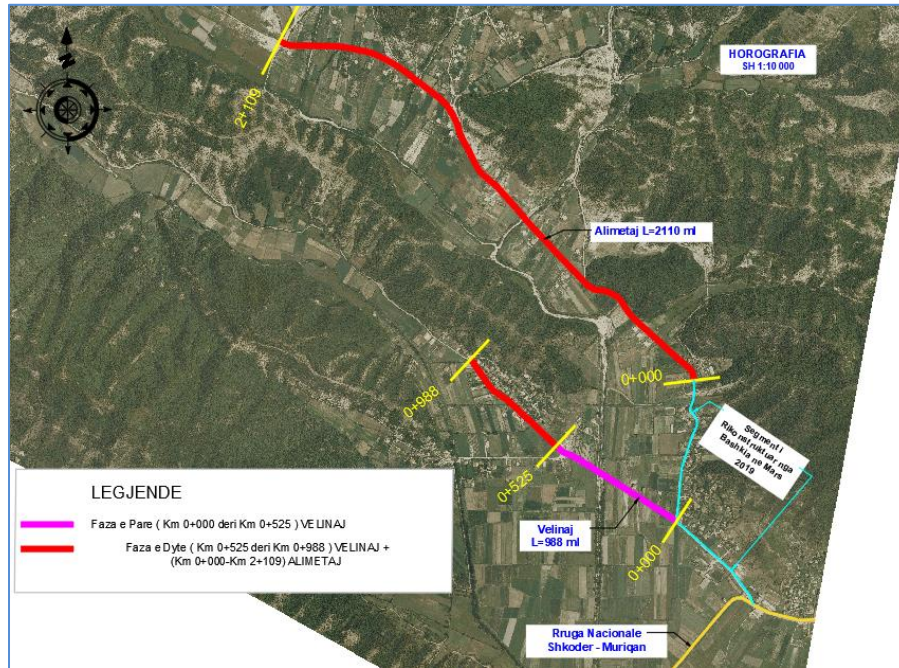 HOROGRAFIA
SH 1:10 000
N
2+109
Alimetaj L=2110 ml
0+000
0+988
0+525
Segmenti
Rikonstruktuar nga
Bashkia ne Mars
2019
Velinaj
L=988 ml
0+000
LEGJENDE
Faza e Pare ( Km 0+000 deri Km 0+525 ) VELINAJ
Faza e Dyte ( Km 0+525 deri Km 0+988 ) VELINAJ +
(Km 0+000-Km 2+109) ALIMETAJ
Rruga Nacionale
Shkoder - Muriqan